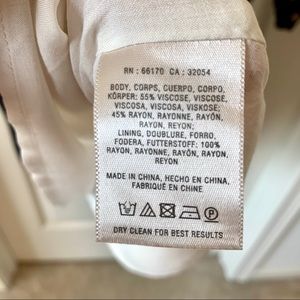 RN : 66170 CA : 32054
BODY, CORPS, CUERPO, CORPO,
KÖRPER: 55% VISCOSE, VISCOSE,
VISCOSA, VISCOSA, VISKOSE;
45% RAYON, RAYONNE, RAYÓN,
RAYON, REYON;
LINING, DOUBLURE, FORRO,
FODERA, FUTTERSTOFF: 100%
RAYON, RAYONNE, RAYÓN, RAYON,
REYON
MADE IN CHINA, HECHO EN CHINA,
FABRIQUÉ EN CHINE
P
DRY CLEAN FOR BEST RESULTS